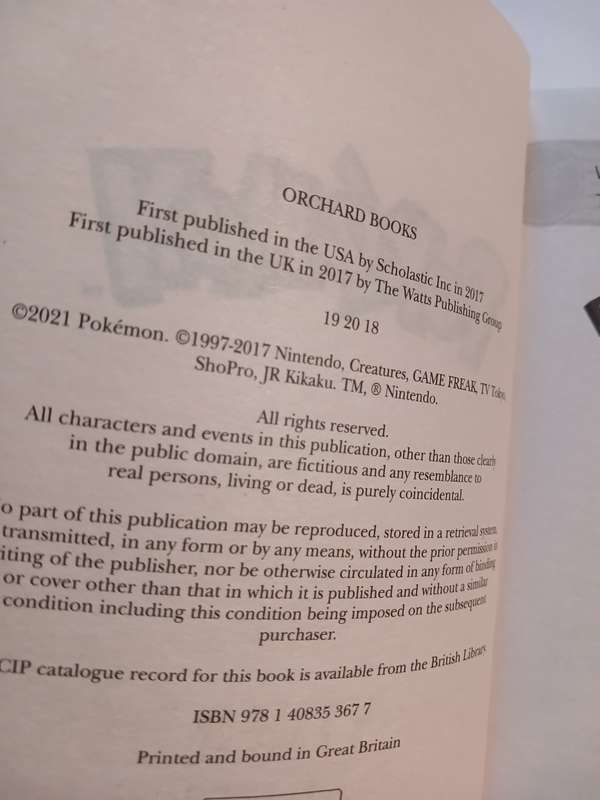 ORCHARD BOOKS
First published in the USA by Scholastic Inc in 2017
First published in the UK in 2017 by The Watts Publishing Group
19 20 18
©2021 Pokémon. ©1997-2017 Nintendo, Creatures, GAME FREAK, TV Tokyo,
ShoPro, JR Kikaku. TM, ® Nintendo.
All rights reserved.
All characters and events in this publication, other than those clearly
in the public domain, are fictitious and any resemblance to
real persons, living or dead, is purely coincidental.
o part of this publication may be reproduced, stored in a retrieval system,
transmitted, in any form or by any means, without the prior permission in
iting of the publisher, nor be otherwise circulated in any form of binding
or cover other than that in which it is published and without a similar
condition including this condition being imposed on the subsequent
purchaser.
CIP catalogue record for this book is available from the British Library.
ISBN 978 1 40835 367 7
Printed and bound in Great Britain